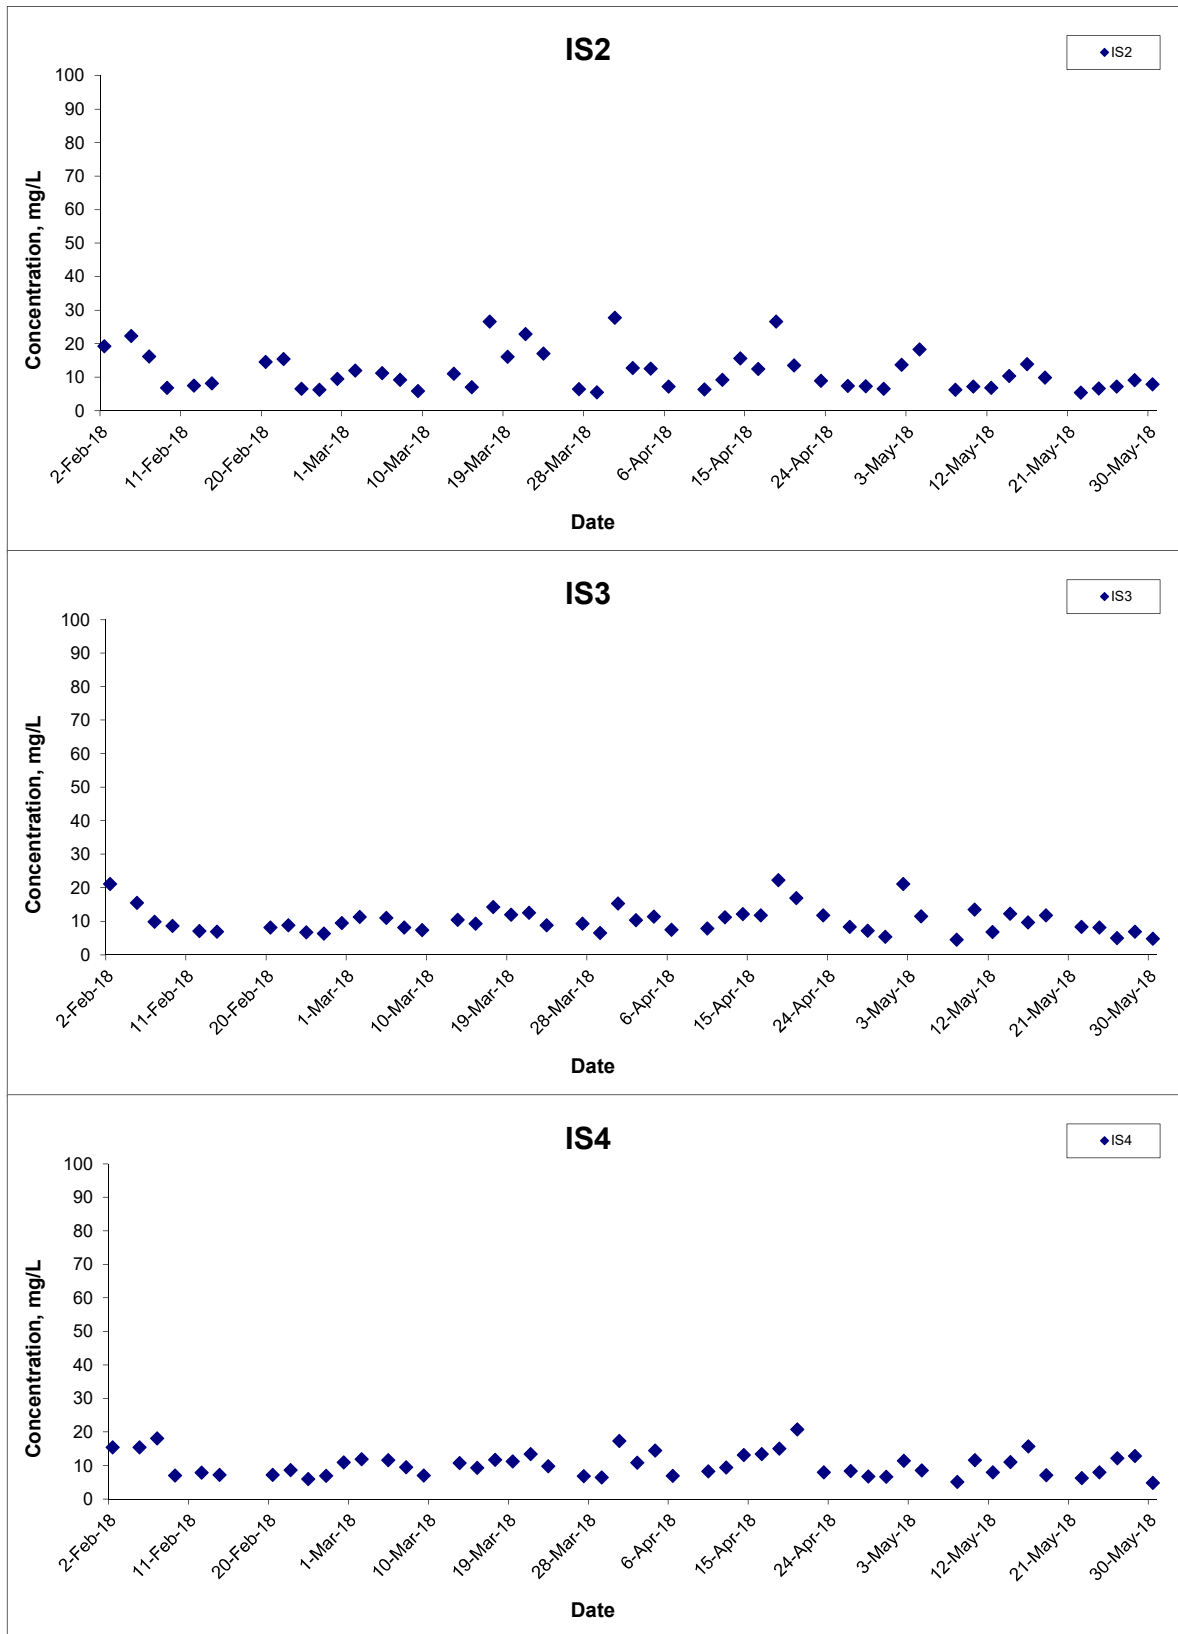 IS2
IS2
100
90
80
70
60
50
40
30
20
10
0
Concentration, mg/L
2-Feb-18
11-Feb-18
20-Feb-18
1-Mar-18
10-Mar-18
19-Mar-18
28-Mar-18
6-Apr-18
15-Apr-18
24-Apr-18
3-May-18
12-May-18
21-May-18
30-May-18
Date
IS3
IS3
100
90
80
70
60
50
40
30
20
10
0
Concentration, mg/L
2-Feb-18
11-Feb-18
20-Feb-18
1-Mar-18
10-Mar-18
19-Mar-18
28-Mar-18
6-Apr-18
15-Apr-18
24-Apr-18
3-May-18
12-May-18
21-May-18
30-May-18
Date
IS4
IS4
100
90
80
70
60
50
40
30
20
10
0
Concentration, mg/L
2-Feb-18
11-Feb-18
20-Feb-18
1-Mar-18
10-Mar-18
19-Mar-18
28-Mar-18
6-Apr-18
15-Apr-18
24-Apr-18
3-May-18
12-May-18
21-May-18
30-May-18
Date